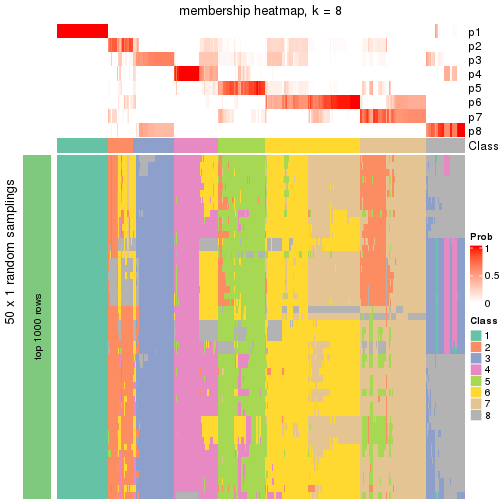 membership heatmap, k = 8
p1
p2
p3
p4
p5
p6
p7
p8
Class
50 x 1 random samplings
top 1000 rows
Prob
1
0.5
0
Class
1
2
3
4
5
6
7
8